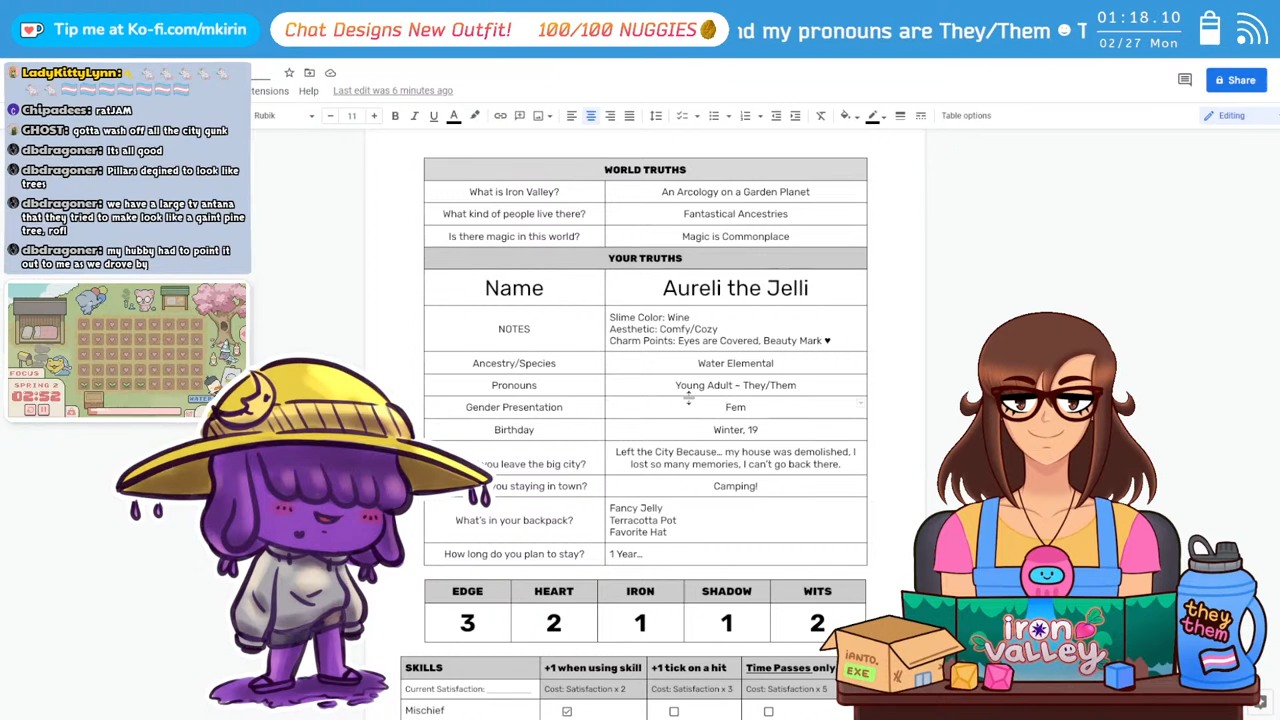 Tip me at Ko-fi.com/mkirin
Chat Designs New Outfit! 100/100 NUGGIES
nd my pronouns are They/Them ☻ T
01:18.10
02/27 Mon
LadyKittyLynn:
Chipadees: ratJAM
GHOST: gotta wash off all the city gunk
dbdragoner: Its all good
dbdragoner: Pillars deqined to look like
trees
dbdragoner: we have a large tv antana
that they tried to make look like a qaint pine
tree, rofl
dbdragoner: my hubby had to point it
out to me as we drove by
FOCUS
SPRING 2
02:52
tensions Help Last edit was 6 minutes ago
Share
Rubik 11 Table options Editing
WORLD TRUTHS
What is Iron Valley? An Arcology on a Garden Planet
What kind of people live there? Fantastical Ancestries
Is there magic in this world? Magic is Commonplace
YOUR TRUTHS
Name Aureli the Jelli
NOTES
Slime Color: Wine
Aesthetic: Comfy/Cozy
Charm Points: Eyes are Covered, Beauty Mark ♥
Ancestry/Species Water Elemental
Pronouns Young Adult ~ They/Them
Gender Presentation Fem
Birthday Winter, 19
you leave the big city? Left the City Because... my house was demolished, I
lost so many memories, I can't go back there.
you staying in town? Camping!
What's in your backpack?
Fancy Jelly
Terracotta Pot
Favorite Hat
How long do you plan to stay? 1 Year...
EDGE HEART IRON SHADOW WITS
3 2 1 1 2
SKILLS +1 when using skill +1 tick on a hit Time Passes only
Current Satisfaction: Cost: Satisfaction x 2 Cost: Satisfaction x 3 Cost: Satisfaction x 5
Mischief
iANTO.
EXE
iron
valley
they
them